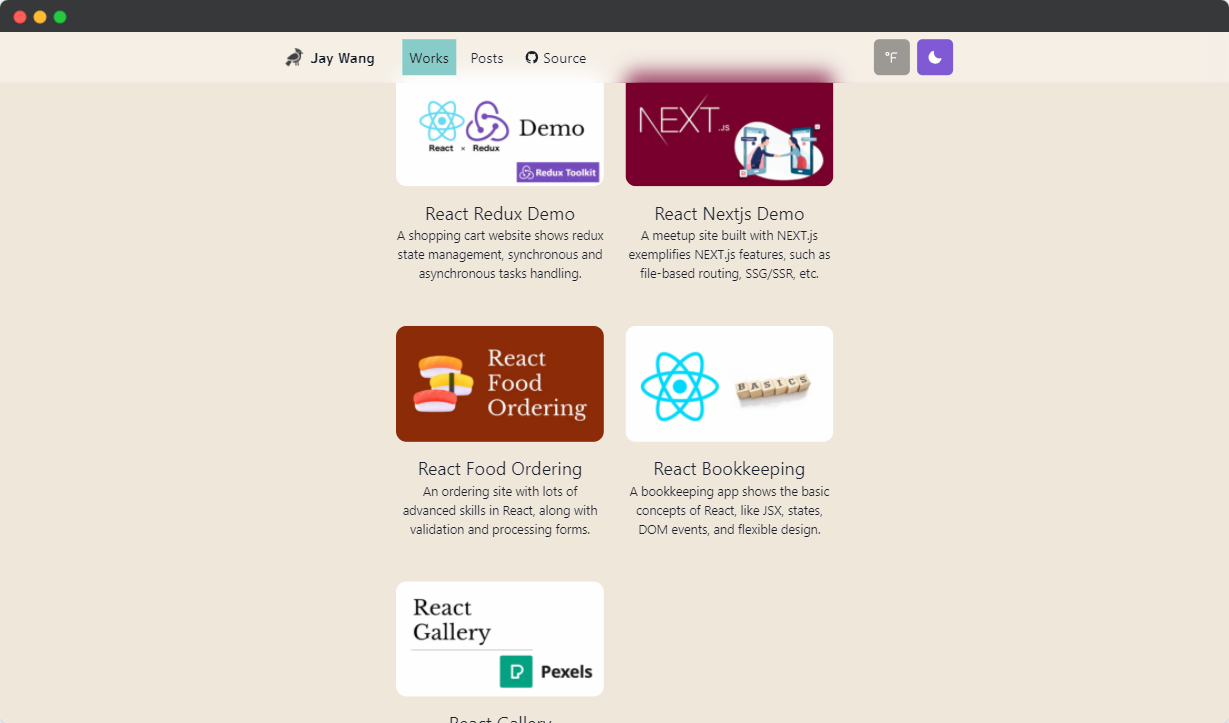 Jay Wang
Works
Posts
Source
°F
Demo
React × Redux
Redux Toolkit
NEXT.JS
React Redux Demo
A shopping cart website shows redux
state management, synchronous and
asynchronous tasks handling.
React Nextjs Demo
A meetup site built with NEXT.js
exemplifies NEXT.js features, such as
file-based routing, SSG/SSR, etc.
React
Food
Ordering
BASICS
React Food Ordering
An ordering site with lots of
advanced skills in React, along with
validation and processing forms.
React Bookkeeping
A bookkeeping app shows the basic
concepts of React, like JSX, states,
DOM events, and flexible design.
React
Gallery
Pexels
React Gallery